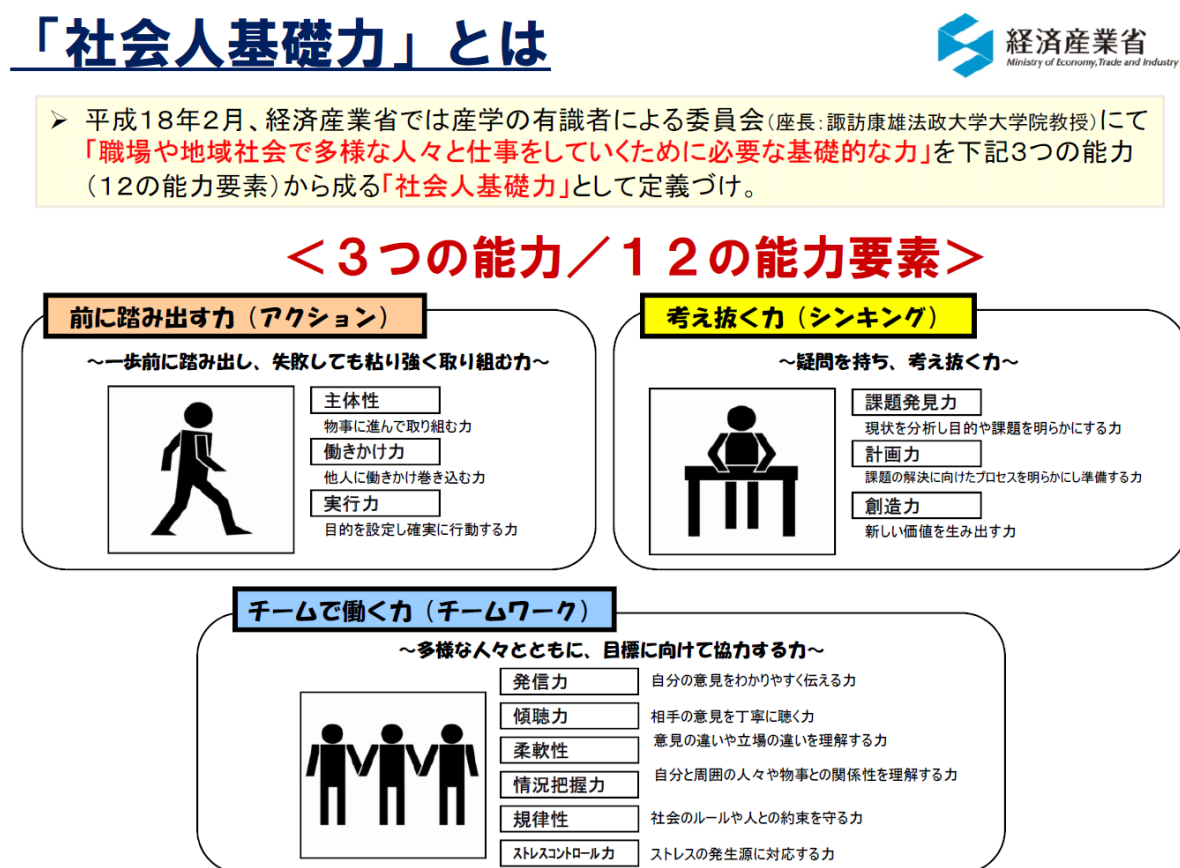 「社会人基礎力」とは
経済産業省
Ministry of Economy, Trade and Industry
➢ 平成18年2月、経済産業省では産学の有識者による委員会(座長:諏訪康雄法政大学大学院教授)にて
「職場や地域社会で多様な人々と仕事をしていくために必要な基礎的な力」を下記3つの能力
(12の能力要素)から成る「社会人基礎力」として定義づけ。
<3つの能力/12の能力要素>
前に踏み出す力(アクション)
~一歩前に踏み出し、失敗しても粘り強く取り組む力~
主体性
物事に進んで取り組む力
働きかけ力
他人に働きかけ巻き込む力
実行力
目的を設定し確実に行動する力
考え抜く力(シンキング)
~疑問を持ち、考え抜く力~
課題発見力
現状を分析し目的や課題を明らかにする力
計画力
課題の解決に向けたプロセスを明らかにし準備する力
創造力
新しい価値を生み出す力
チームで働く力(チームワーク)
~多様な人々とともに、目標に向けて協力する力~
発信力 自分の意見をわかりやすく伝える力
傾聴力 相手の意見を丁寧に聴く力
柔軟性 意見の違いや立場の違いを理解する力
情況把握力 自分と周囲の人々や物事との関係性を理解する力
規律性 社会のルールや人との約束を守る力
ストレスコントロール力 ストレスの発生源に対応する力